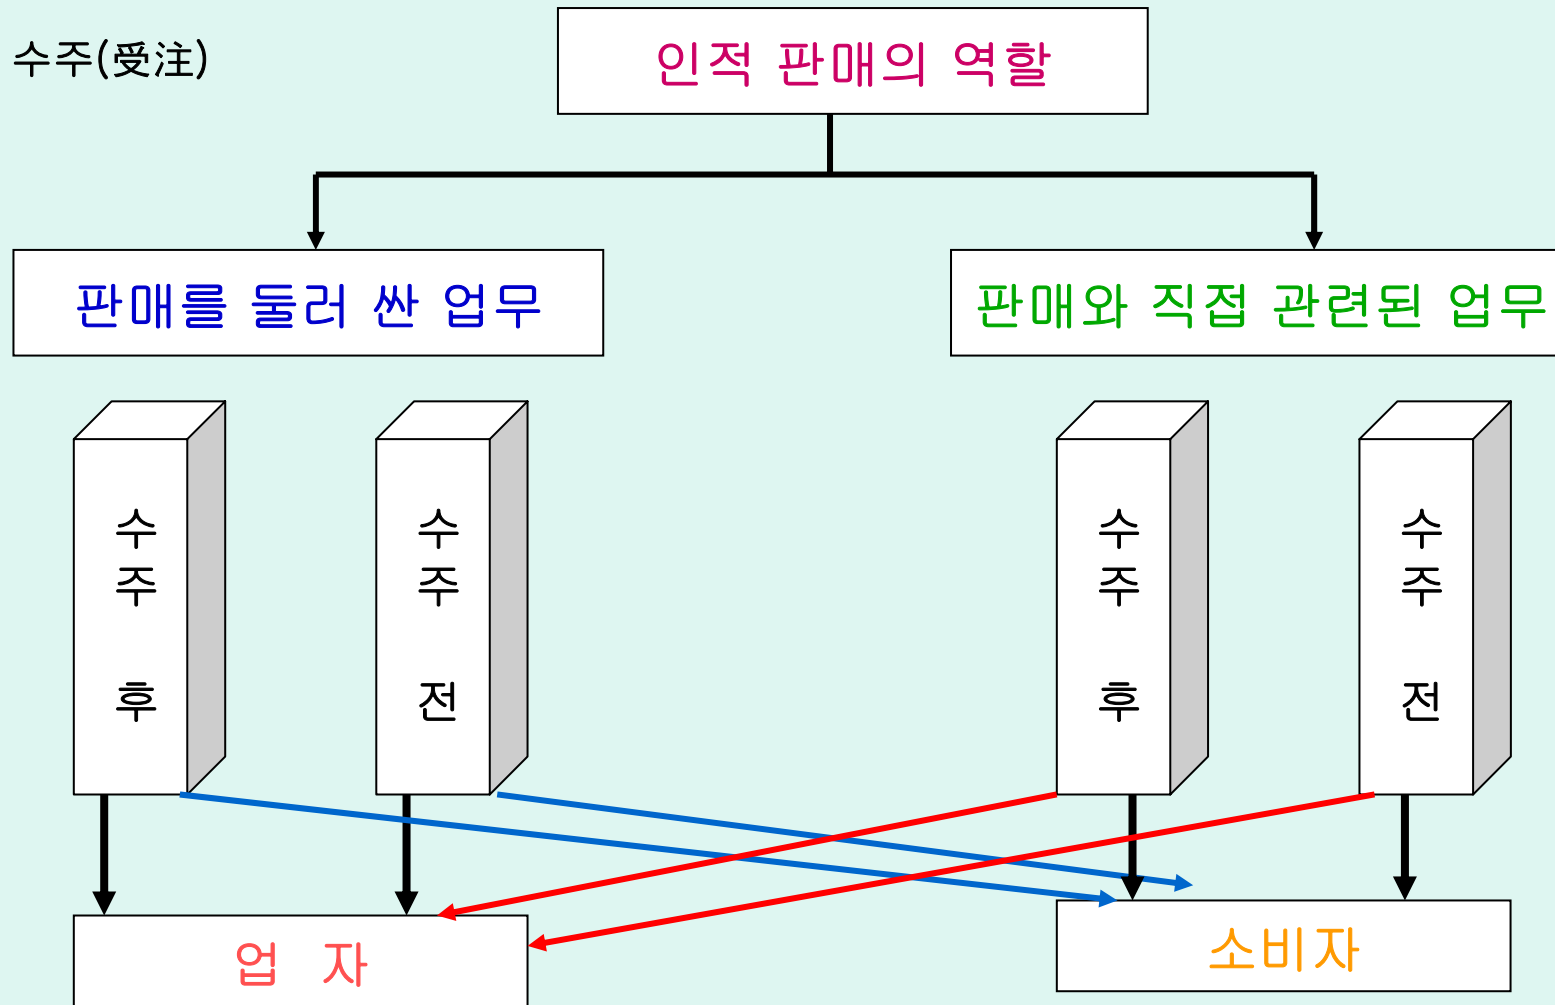 수주(受注)
인적 판매의 역할
판매를 둘러 싼 업무
판매와 직접 관련된 업무
수
주
후
수
주
전
수
주
후
수
주
전
업 자
소비자